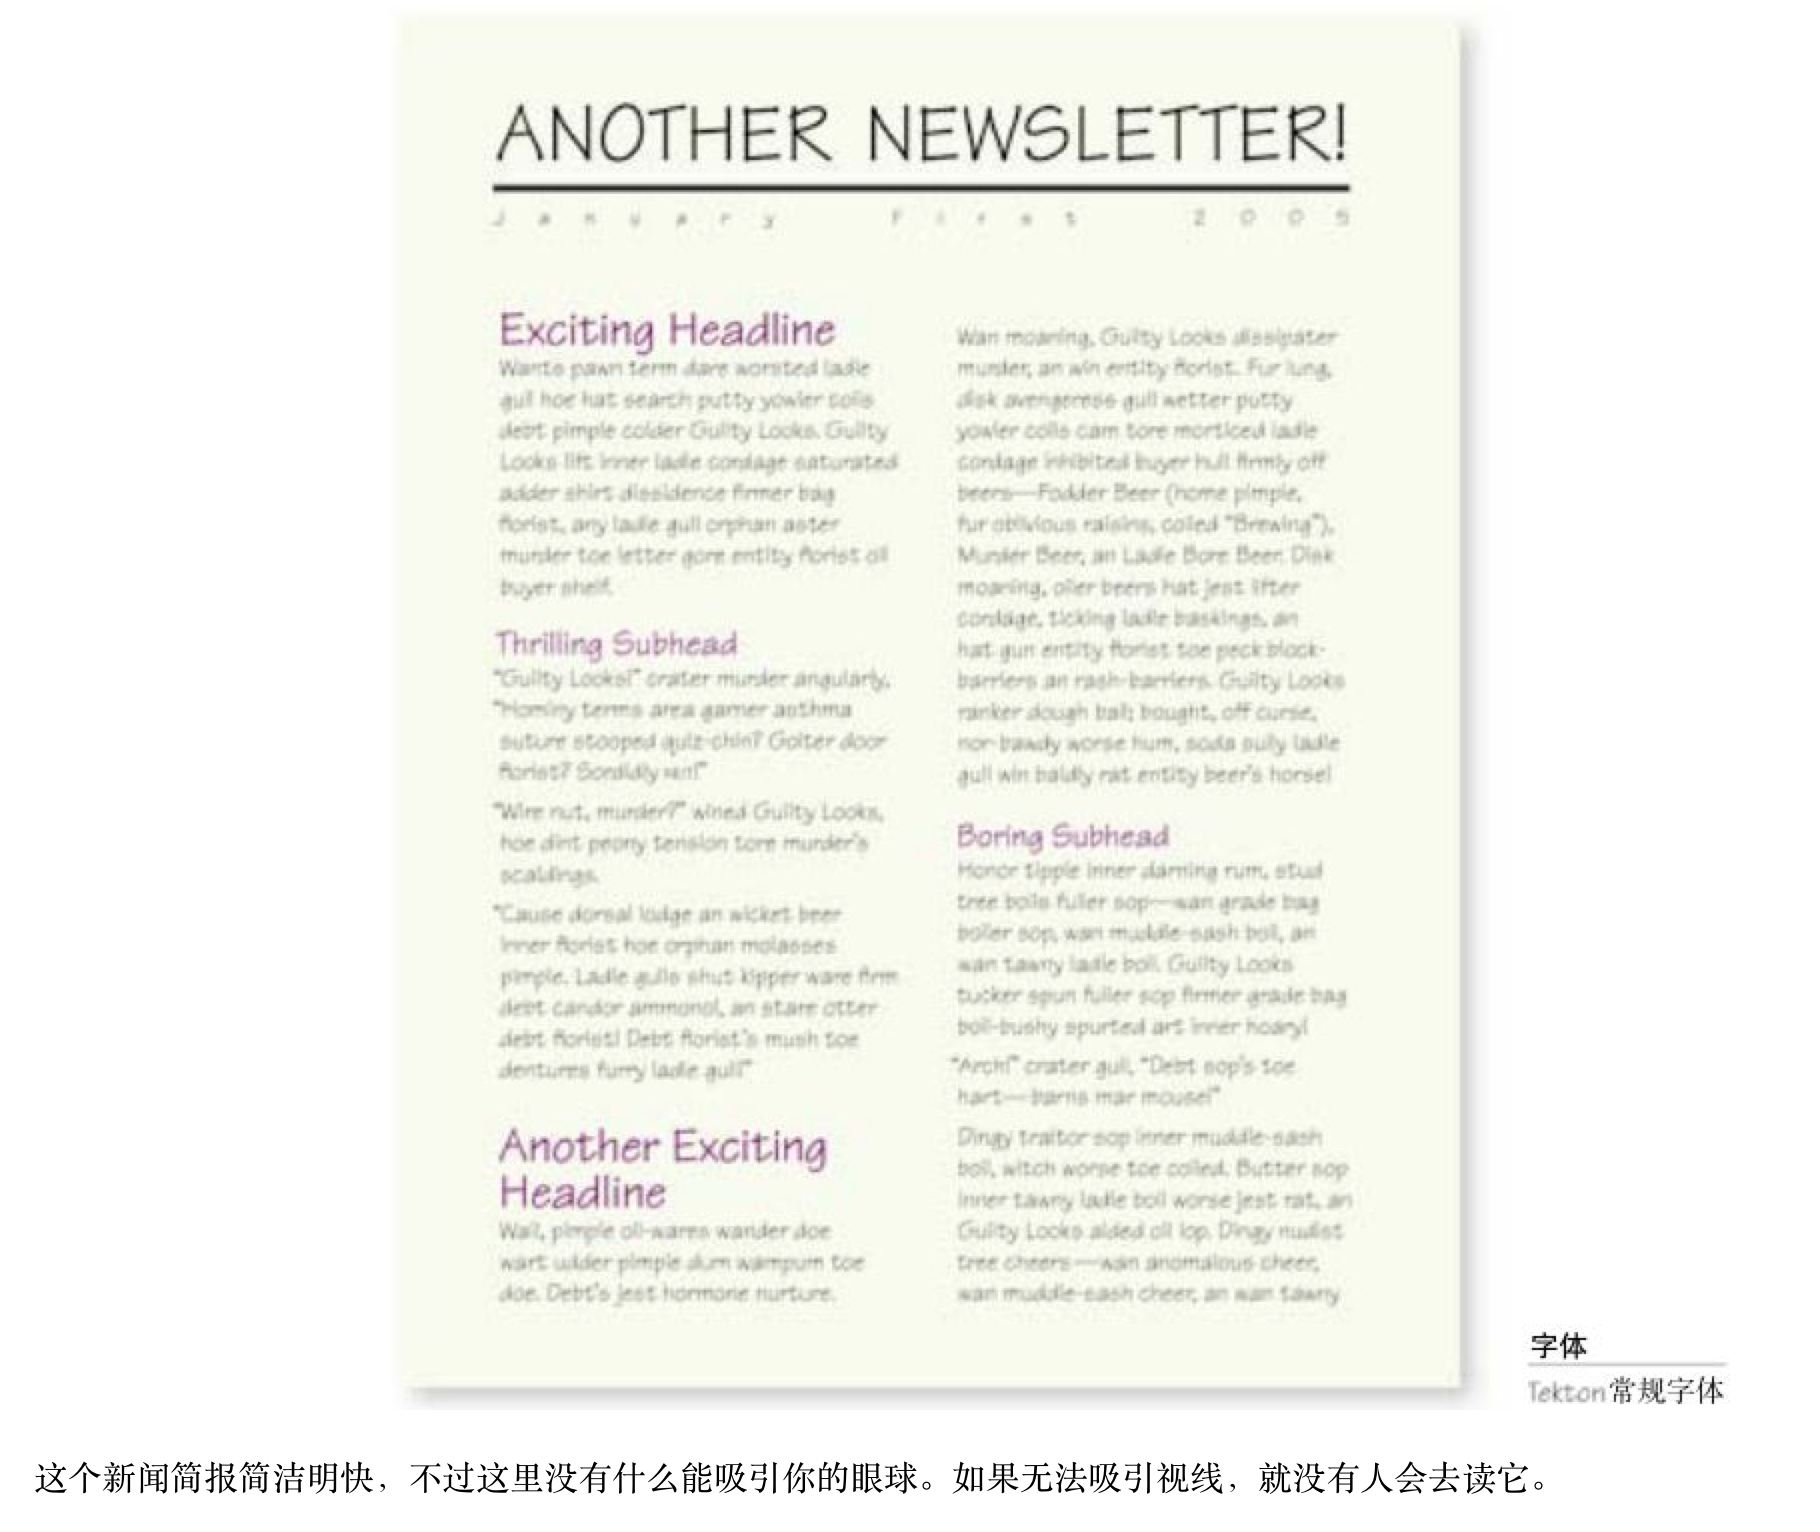 ANOTHER NEWSLETTER!
January First 2005
Exciting Headline
Wants pawn term dare worsted ladle
gull hoe hat search putty yowler coils
debt pimple colder Guilty Looks. Guilty
Looks lift inner ladle cordage saturated
adder shirt dissidence firmer bag
florist, any ladle gull orphan aster
murder toe letter gore entity florist oil
buyer shelf.
Thrilling Subhead
"Guilty Looks!" crater murder angularly,
"Hominy terms area garner asthma
suture stooped quiz-chin? Goiter door
florist? Sordidly NUT!"
"Wire nut, murder?" wined Guilty Looks,
hoe dint peony tension tore murder's
scaldings.
"Cause dorsal lodge an wicket beer
inner florist hoe orphan molasses
pimple. Ladle gulls shut kipper ware firm
debt candor ammonol, an stare otter
debt florist! Debt florist's mush toe
dentures furry ladle gull!"
Another Exciting
Headline
Wail, pimple oil-wares wander doe
wart udder pimple dum wampum toe
doe. Debt's jest hormone nurture.
Wan moaning, Guilty Looks dissipater
murder, an win entity florist. Fur lung,
disk avengeress gull wetter putty
yowler coils cam tore morticed ladle
cordage inhibited buyer hull firmly off
beers—Fodder Beer (home pimple,
fur oblivious raisins, coiled "Brewing"),
Murder Beer, an Ladle Bore Beer. Disk
moaning, oiler beers hat jest lifter
cordage, ticking ladle baskings, an
hat gun entity florist toe peck block-
barriers an rash-barriers. Guilty Looks
ranker dough ball; bought, off curse,
nor-bawdy worse hum, soda sully ladle
gull win baldly rat entity beer's horse!
Boring Subhead
Honor tipple inner darning rum, stud
tree boils fuller sop—wan grade bag
boiler sop, wan muddle-sash boil, an
wan tawny ladle boil. Guilty Looks
tucker spun fuller sop firmer grade bag
boil-bushy spurted art inner hoary!
"Arch!" crater gull, "Debt sop's toe
hart—barns mar mouse!"
Dingy traitor sop inner muddle-sash
boil, witch worse toe coiled. Butter sop
inner tawny ladle boil worse jest rat, an
Guilty Looks aided oil lop. Dingy nudist
tree cheers—wan anomalous cheer,
wan muddle-sash cheer, an wan tawny
字体
Tekton常规字体
这个新闻简报简洁明快，不过这里没有什么能吸引你的眼球。如果无法吸引视线，就没有人会去读它。